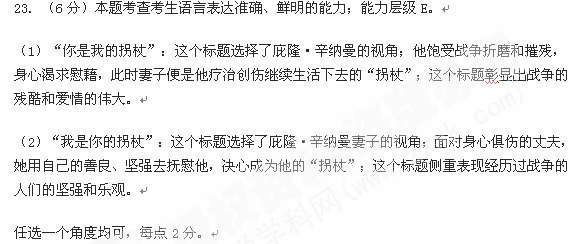 23. (6分) 本题考查考生语言表达准确、鲜明的能力；能力层级 E。
(1) “你是我的拐杖”：这个标题选择了庇隆·辛纳曼的视角；他饱受战争折磨和摧残，
身心渴求慰藉，此时妻子便是他疗治创伤继续生活下去的“拐杖”；这个标题彰显出战争的
残酷和爱情的伟大。
(2) “我是你的拐杖”：这个标题选择了庇隆·辛纳曼妻子的视角；面对身心俱伤的丈夫，
她用自己的善良、坚强去抚慰他，决心成为他的“拐杖”；这个标题侧重表现经历过战争的
人们的坚强和乐观。
任选一个角度均可，每点 2 分。